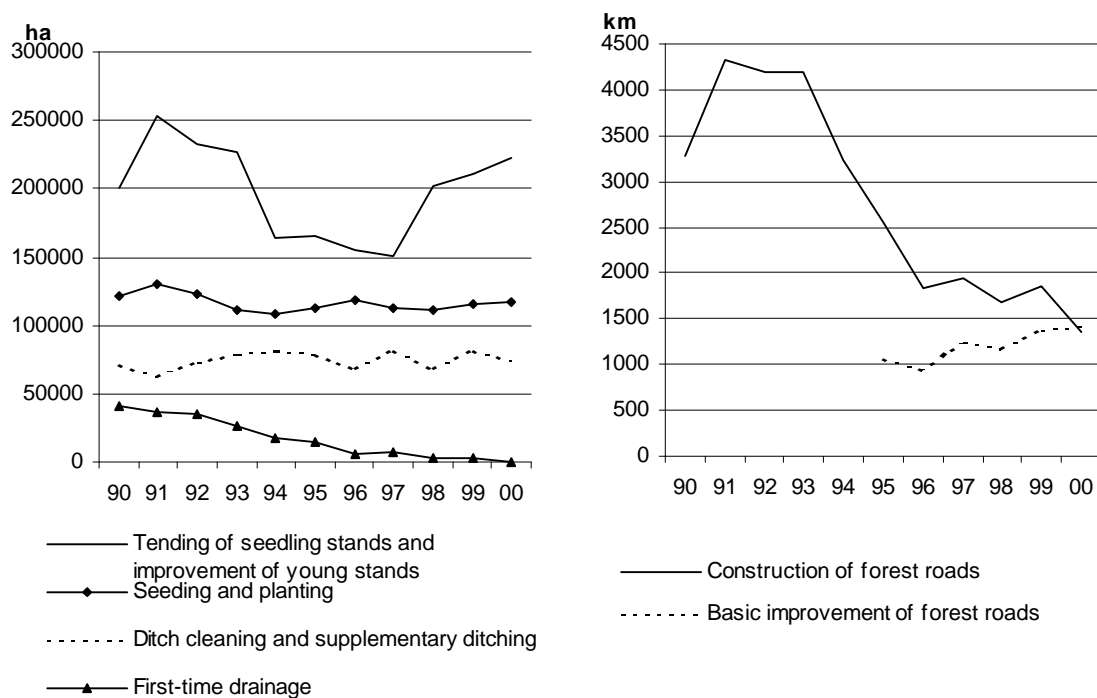 ha
300000
250000
200000
150000
100000
50000
0
90 91 92 93 94 95 96 97 98 99 00
Tending of seedling stands and
improvement of young stands
Seeding and planting
Ditch cleaning and supplementary ditching
First-time drainage
km
4500
4000
3500
3000
2500
2000
1500
1000
500
0
90 91 92 93 94 95 96 97 98 99 00
Construction of forest roads
Basic improvement of forest roads